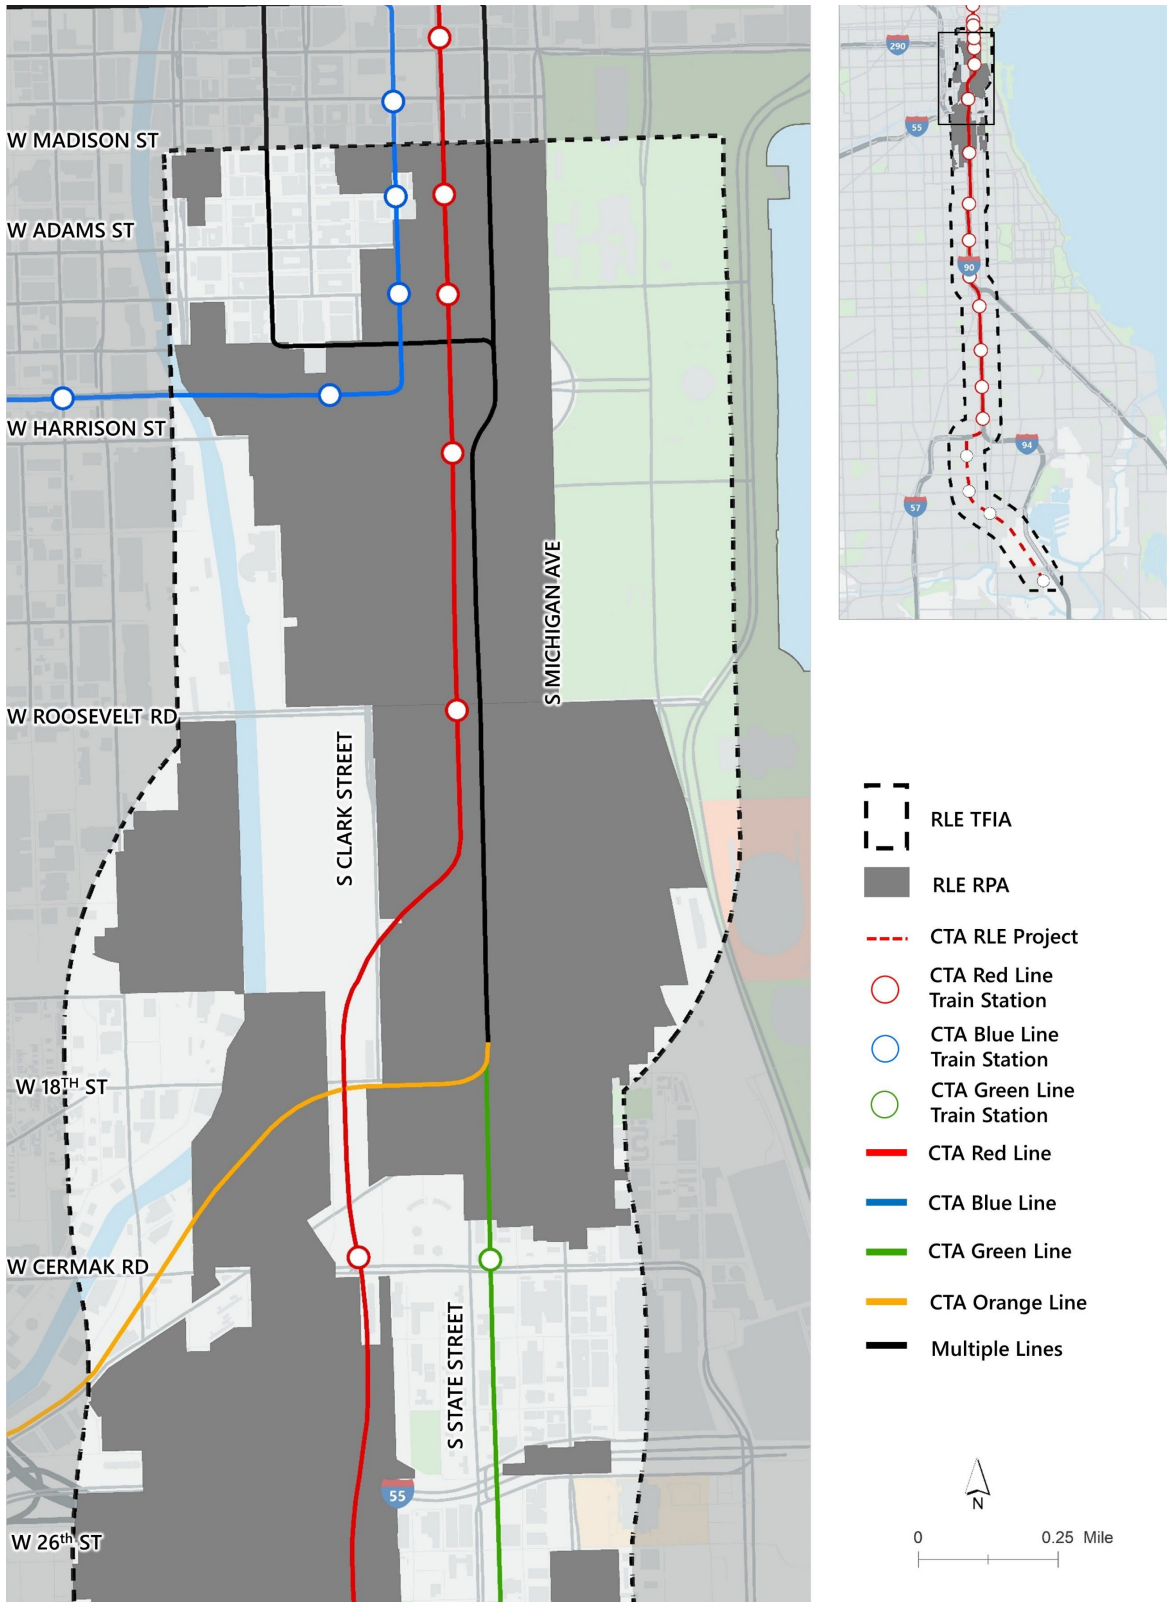 W MADISON ST
W ADAMS ST
W HARRISON ST
S MICHIGAN AVE
W ROOSEVELT RD
S CLARK STREET
W 18TH ST
W CERMAK RD
S STATE STREET
55
W 26th ST
290
55
90
94
57
RLE TFIA
RLE RPA
CTA RLE Project
CTA Red Line
Train Station
CTA Blue Line
Train Station
CTA Green Line
Train Station
CTA Red Line
CTA Blue Line
CTA Green Line
CTA Orange Line
Multiple Lines
N
0 0.25 Mile